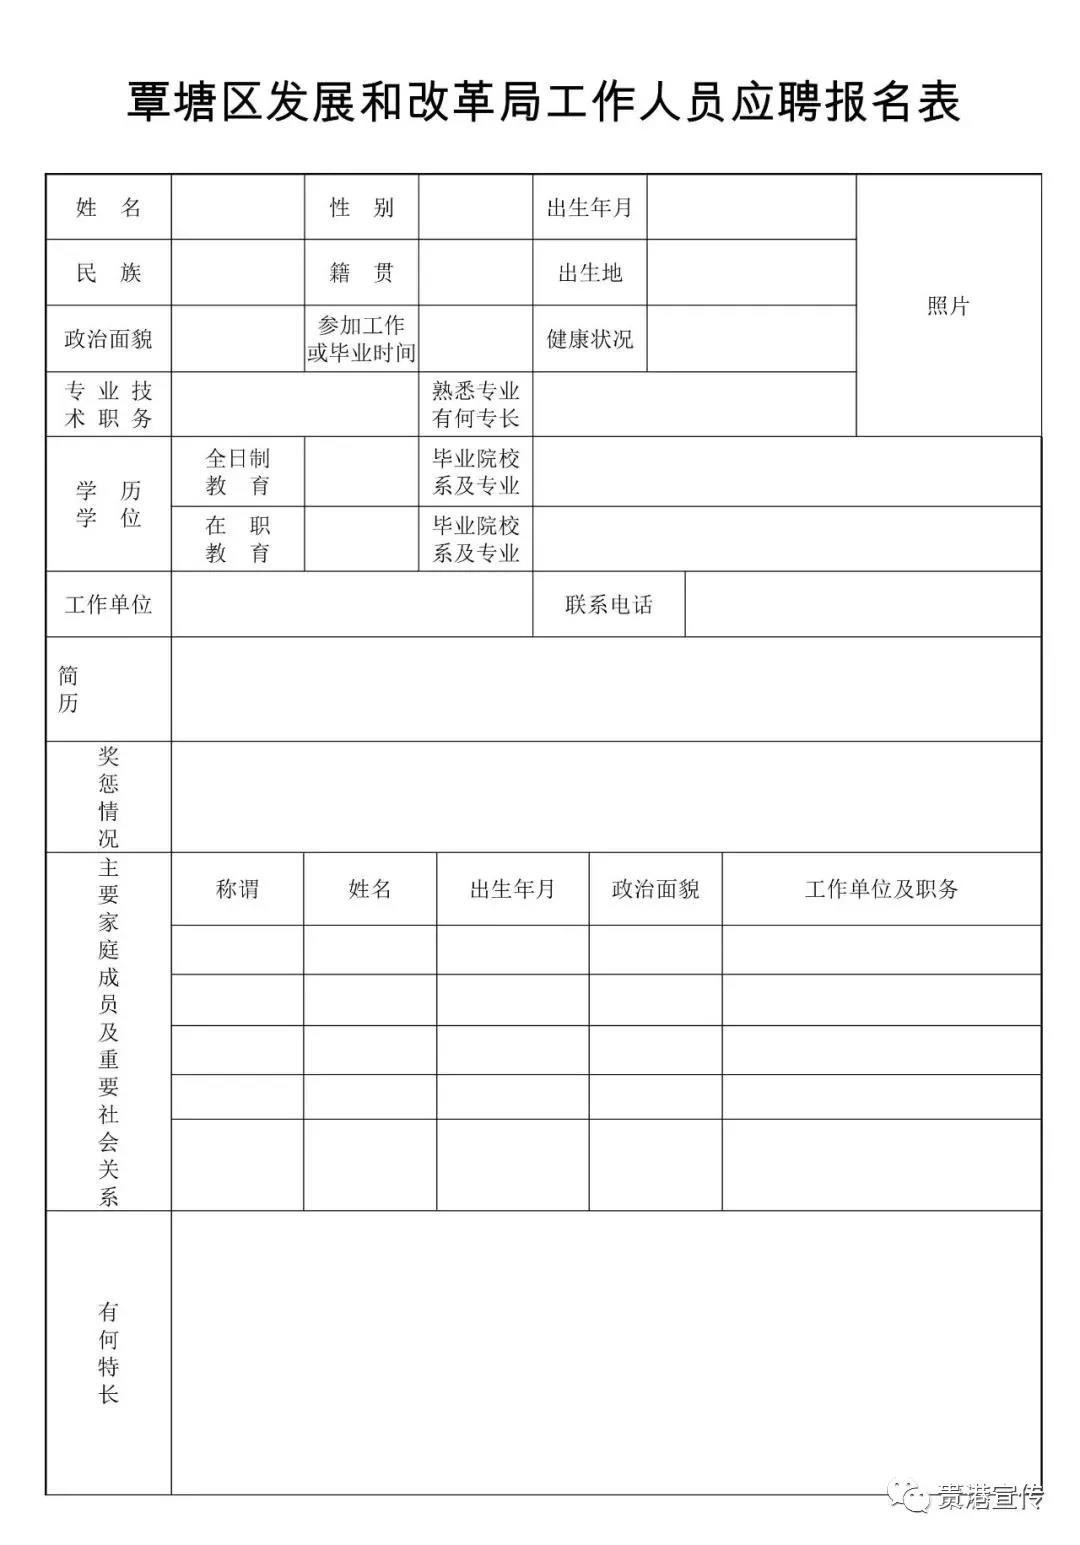 覃塘区发展和改革局工作人员应聘报名表
姓 名 性 别 出生年月
民 族 籍 贯 出生地
照片
政治面貌 参加工作 健康状况
或毕业时间
专 业 技 熟悉专业
术 职 务 有何专长
全日制 毕业院校
教 育 系及专业
学 历
学 位
在 职 毕业院校
教 育 系及专业
工作单位 联系电话
简
历
奖
惩
情
况
主
要
家
庭
成
员
及
重
要
社
会
关
系
称谓 姓名 出生年月 政治面貌 工作单位及职务
有
何
特
长
贵港宣传